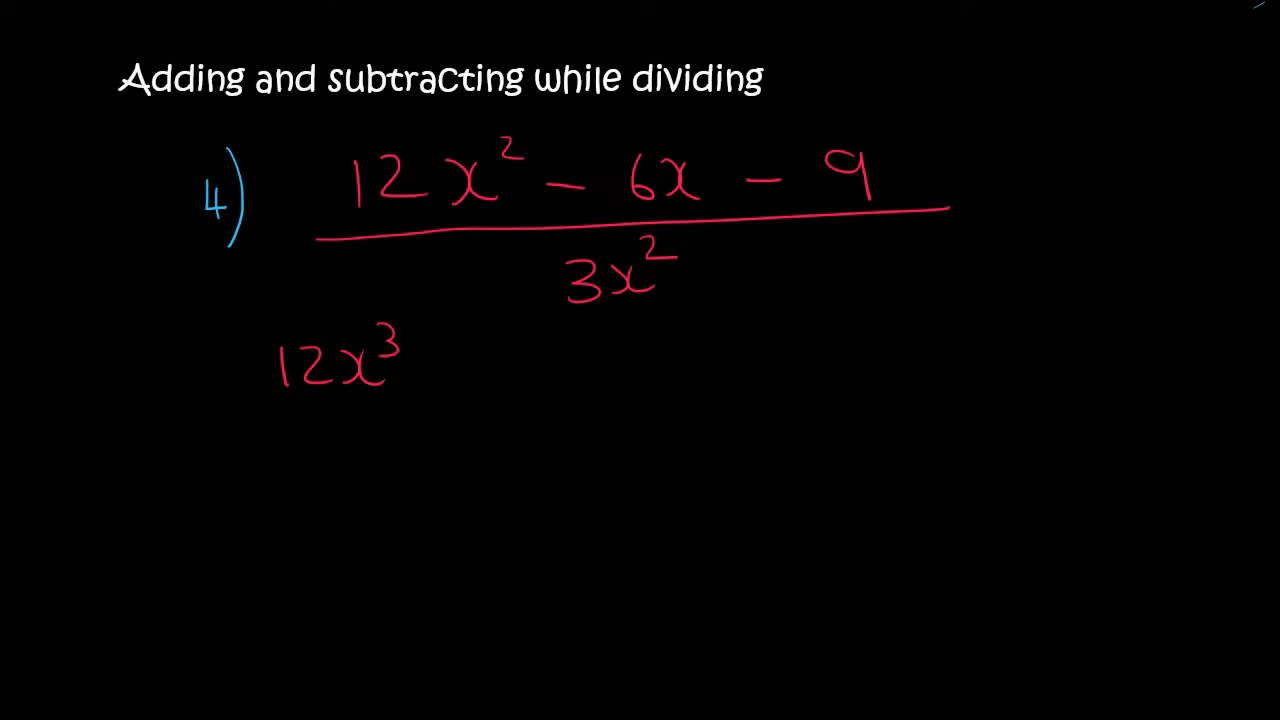 Adding and subtracting while dividing
4) 12x² - 6x - 9
3x²
12x³